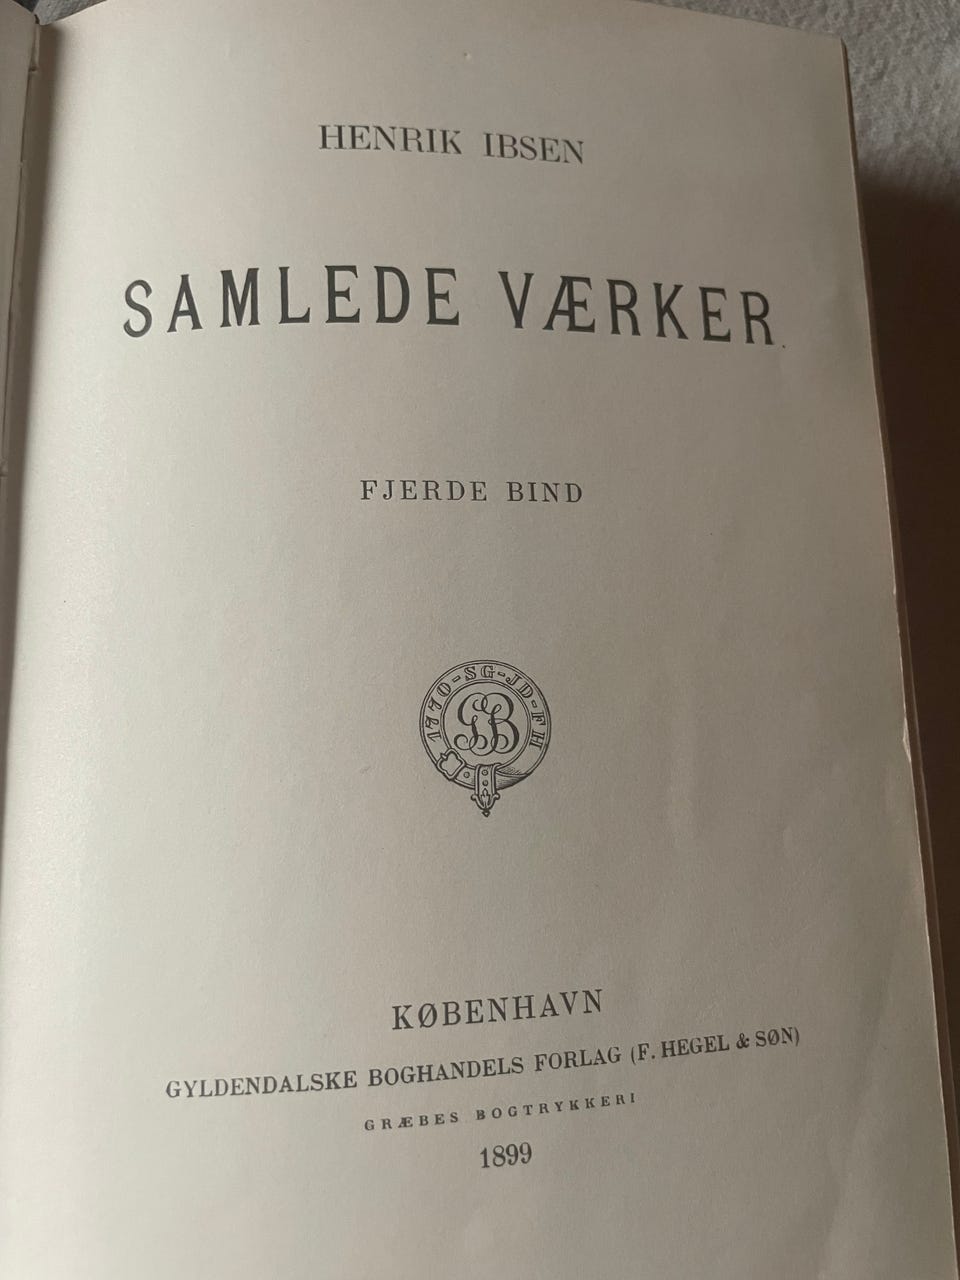 HENRIK IBSEN
SAMLEDE VÆRKER.
FJERDE BIND
1770-SG-JD-FH
GB
KØBENHAVN
GYLDENDALSKE BOGHANDELS FORLAG (F. HEGEL & SØN)
GRÆBES BOGTRYKKERI
1899